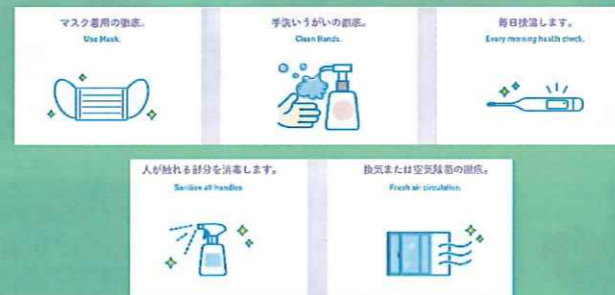 マスク着用の徹底。
Use Mask.
手洗いうがいの徹底。
Clean Hands.
毎日検温します。
Every morning health check.
人が触れる部分を消毒します。
Sanitize all handles
換気または空気除菌の徹底。
Fresh air circulation.